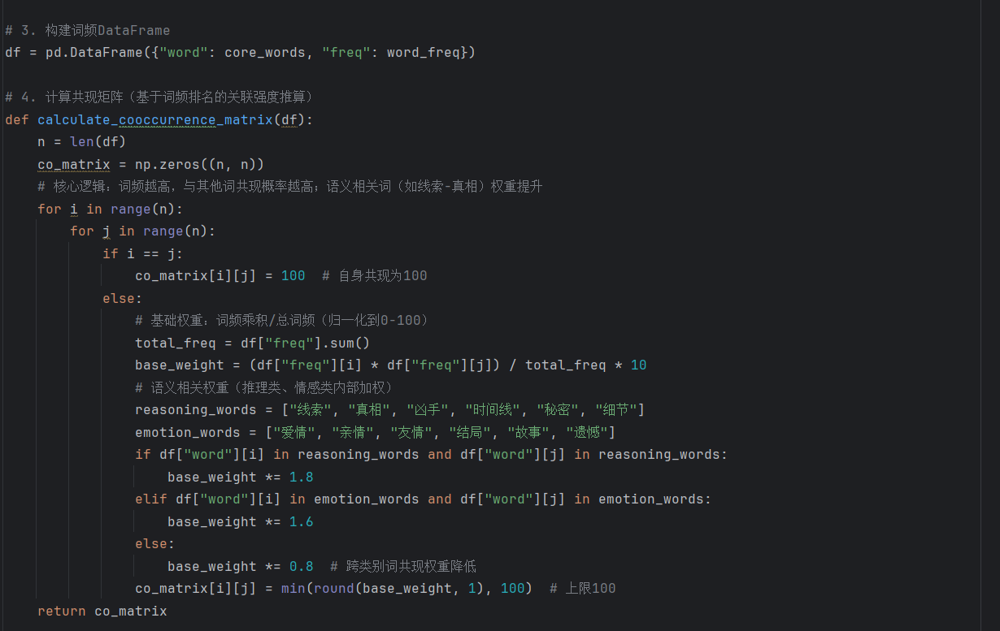 # 3. 构建词频DataFrame
df = pd.DataFrame({"word": core_words, "freq": word_freq})
# 4. 计算共现矩阵（基于词频排名的关联强度推算）
def calculate_cooccurrence_matrix(df):
    n = len(df)
    co_matrix = np.zeros((n, n))
    # 核心逻辑：词频越高，与其他词共现概率越高；语义相关词（如线索-真相）权重提升
    for i in range(n):
        for j in range(n):
            if i == j:
                co_matrix[i][j] = 100  # 自身共现为100
            else:
                # 基础权重：词频乘积/总词频（归一化到0-100）
                total_freq = df["freq"].sum()
                base_weight = (df["freq"][i] * df["freq"][j]) / total_freq * 10
                # 语义相关权重（推理类、情感类内部加权）
                reasoning_words = ["线索", "真相", "凶手", "时间线", "秘密", "细节"]
                emotion_words = ["爱情", "亲情", "友情", "结局", "故事", "遗憾"]
                if df["word"][i] in reasoning_words and df["word"][j] in reasoning_words:
                    base_weight *= 1.8
                elif df["word"][i] in emotion_words and df["word"][j] in emotion_words:
                    base_weight *= 1.6
                else:
                    base_weight *= 0.8  # 跨类别词共现权重降低
                co_matrix[i][j] = min(round(base_weight, 1), 100)  # 上限100
    return co_matrix